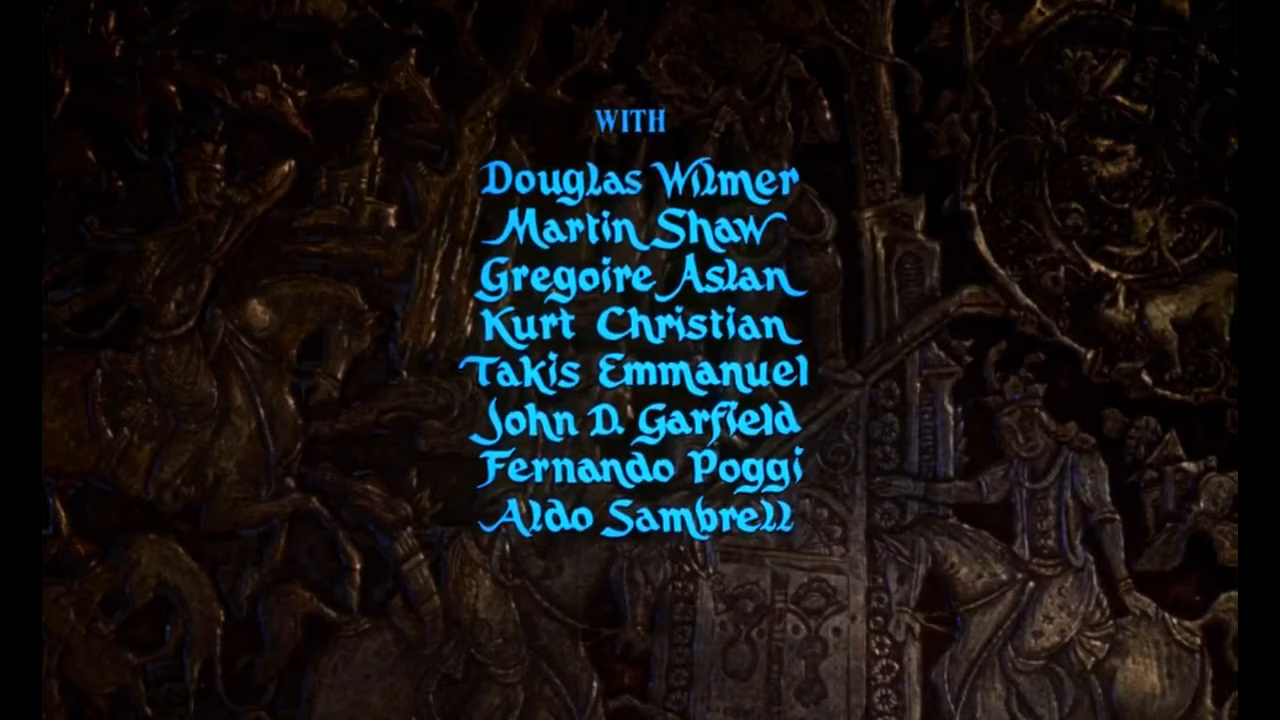 WITH
Douglas Wilmer
Martin Shaw
Gregoire Aslan
Kurt Christian
Takis Emmanuel
John D. Garfield
Fernando Poggi
Aldo Sambrell